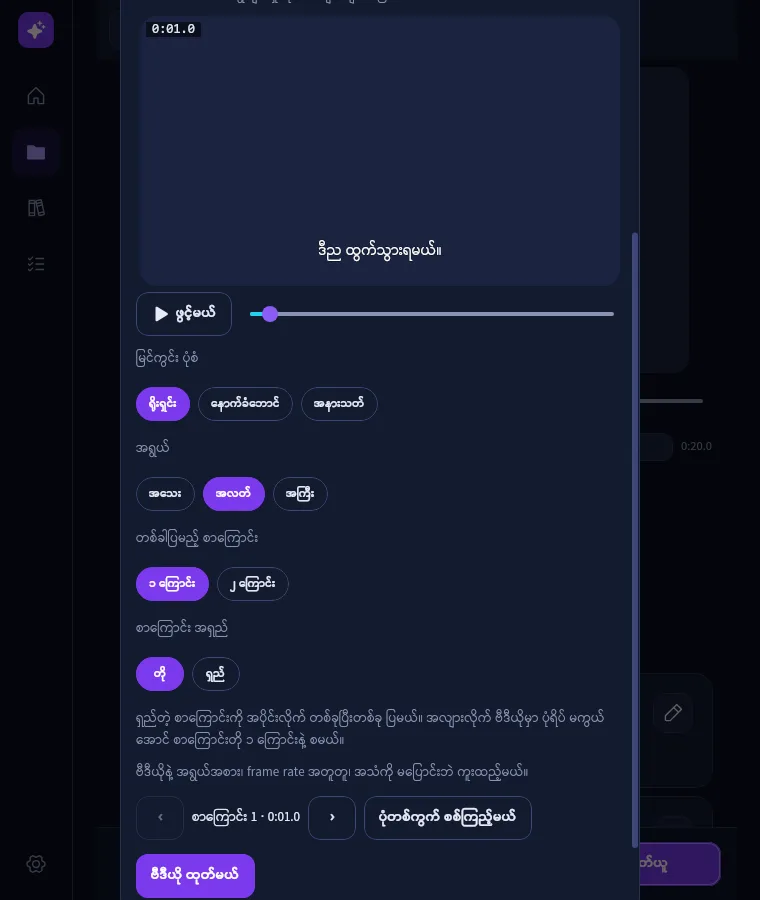 0:01.0
ဒီည ထွက်သွားရမယ်။
ဖွင့်မယ်
မြင်ကွင်း ပုံစံ
ရိုးရှင်း
နောက်ခံဘောင်
အနားသတ်
အရွယ်
အသေး
အလတ်
အကြီး
တစ်ခါပြမည့် စာကြောင်း
၁ ကြောင်း
၂ ကြောင်း
စာကြောင်း အရှည်
တို
ရှည်
ရှည်တဲ့ စာကြောင်းကို အပိုင်းလိုက် တစ်ခုပြီးတစ်ခု ပြမယ်။ အလျားလိုက် ဗီဒီယိုမှာ ပုံရိပ် မကွယ်
အောင် စာကြောင်းတို ၁ ကြောင်းနဲ့ စမယ်။
ဗီဒီယိုနဲ့ အရွယ်အစား၊ frame rate အတူတူ၊ အသံကို မပြောင်းဘဲ ကူးထည့်မယ်။
‹ စာကြောင်း 1 · 0:01.0 ›
ပုံတစ်ကွက် စစ်ကြည့်မယ်
ဗီဒီယို ထုတ်မယ်
0:20.0